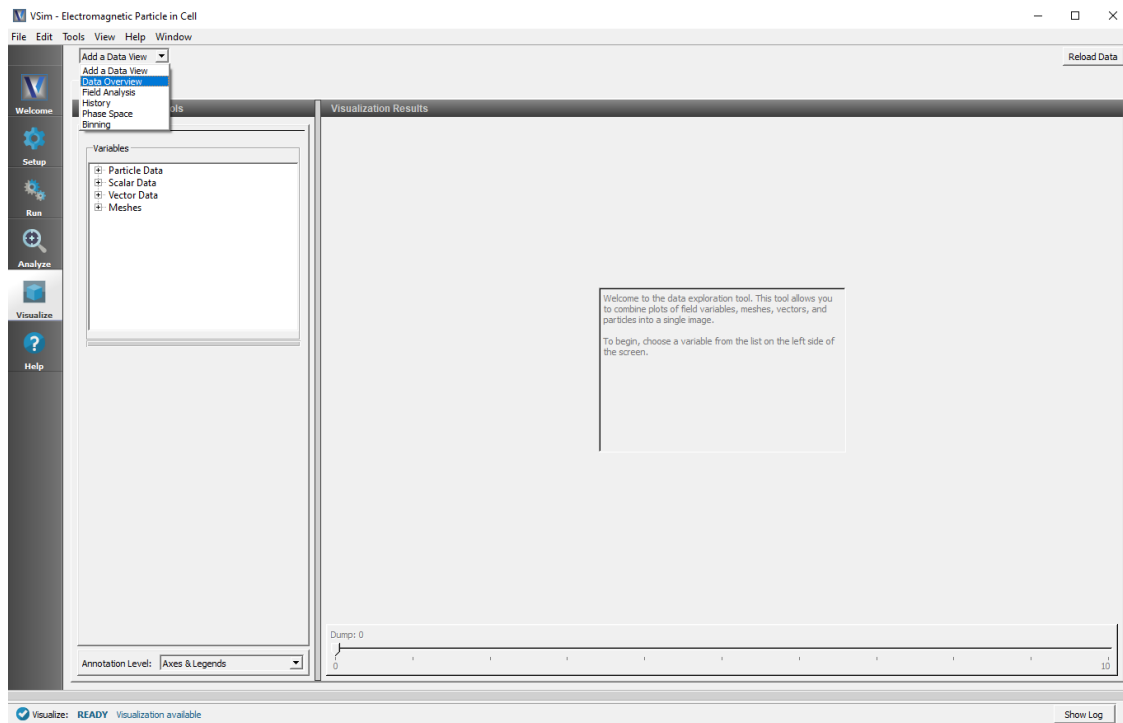 VSim - Electromagnetic Particle in Cell
File Edit Tools View Help Window
Add a Data View
Reload Data
Add a Data View
Data Overview
Field Analysis
History
Phase Space
Binning
Visualization Results
Welcome
Setup
Run
Analyze
Visualize
Help
Variables
Particle Data
Scalar Data
Vector Data
Meshes
Welcome to the data exploration tool. This tool allows you
to combine plots of field variables, meshes, vectors, and
particles into a single image.
To begin, choose a variable from the list on the left side of
the screen.
Dump: 0
0 10
Annotation Level: Axes & Legends
Visualize: READY Visualization available
Show Log